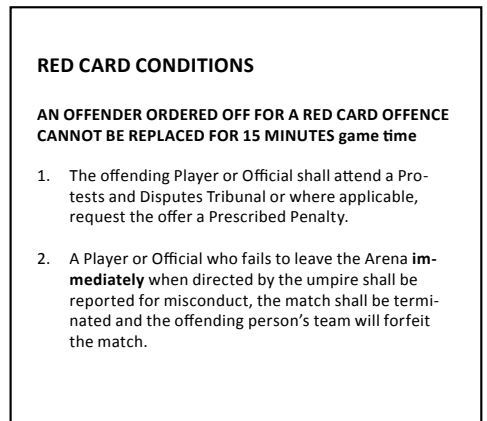 RED CARD CONDITIONS
AN OFFENDER ORDERED OFF FOR A RED CARD OFFENCE
CANNOT BE REPLACED FOR 15 MINUTES game time
1. The offending Player or Official shall attend a Pro-
tests and Disputes Tribunal or where applicable,
request the offer a Prescribed Penalty.
2. A Player or Official who fails to leave the Arena im-
mediately when directed by the umpire shall be
reported for misconduct, the match shall be termi-
nated and the offending person's team will forfeit
the match.